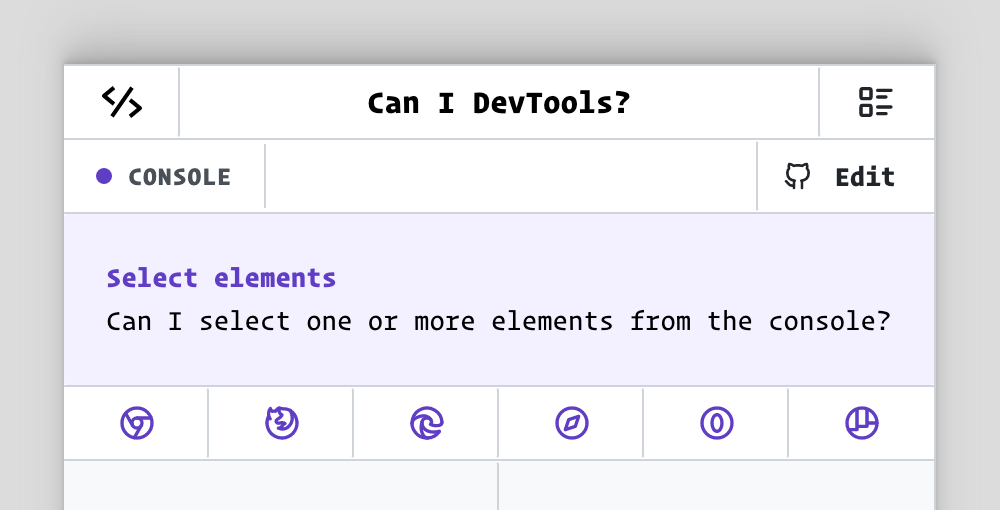 Can I DevTools?
CONSOLE
Edit
Select elements
Can I select one or more elements from the console?